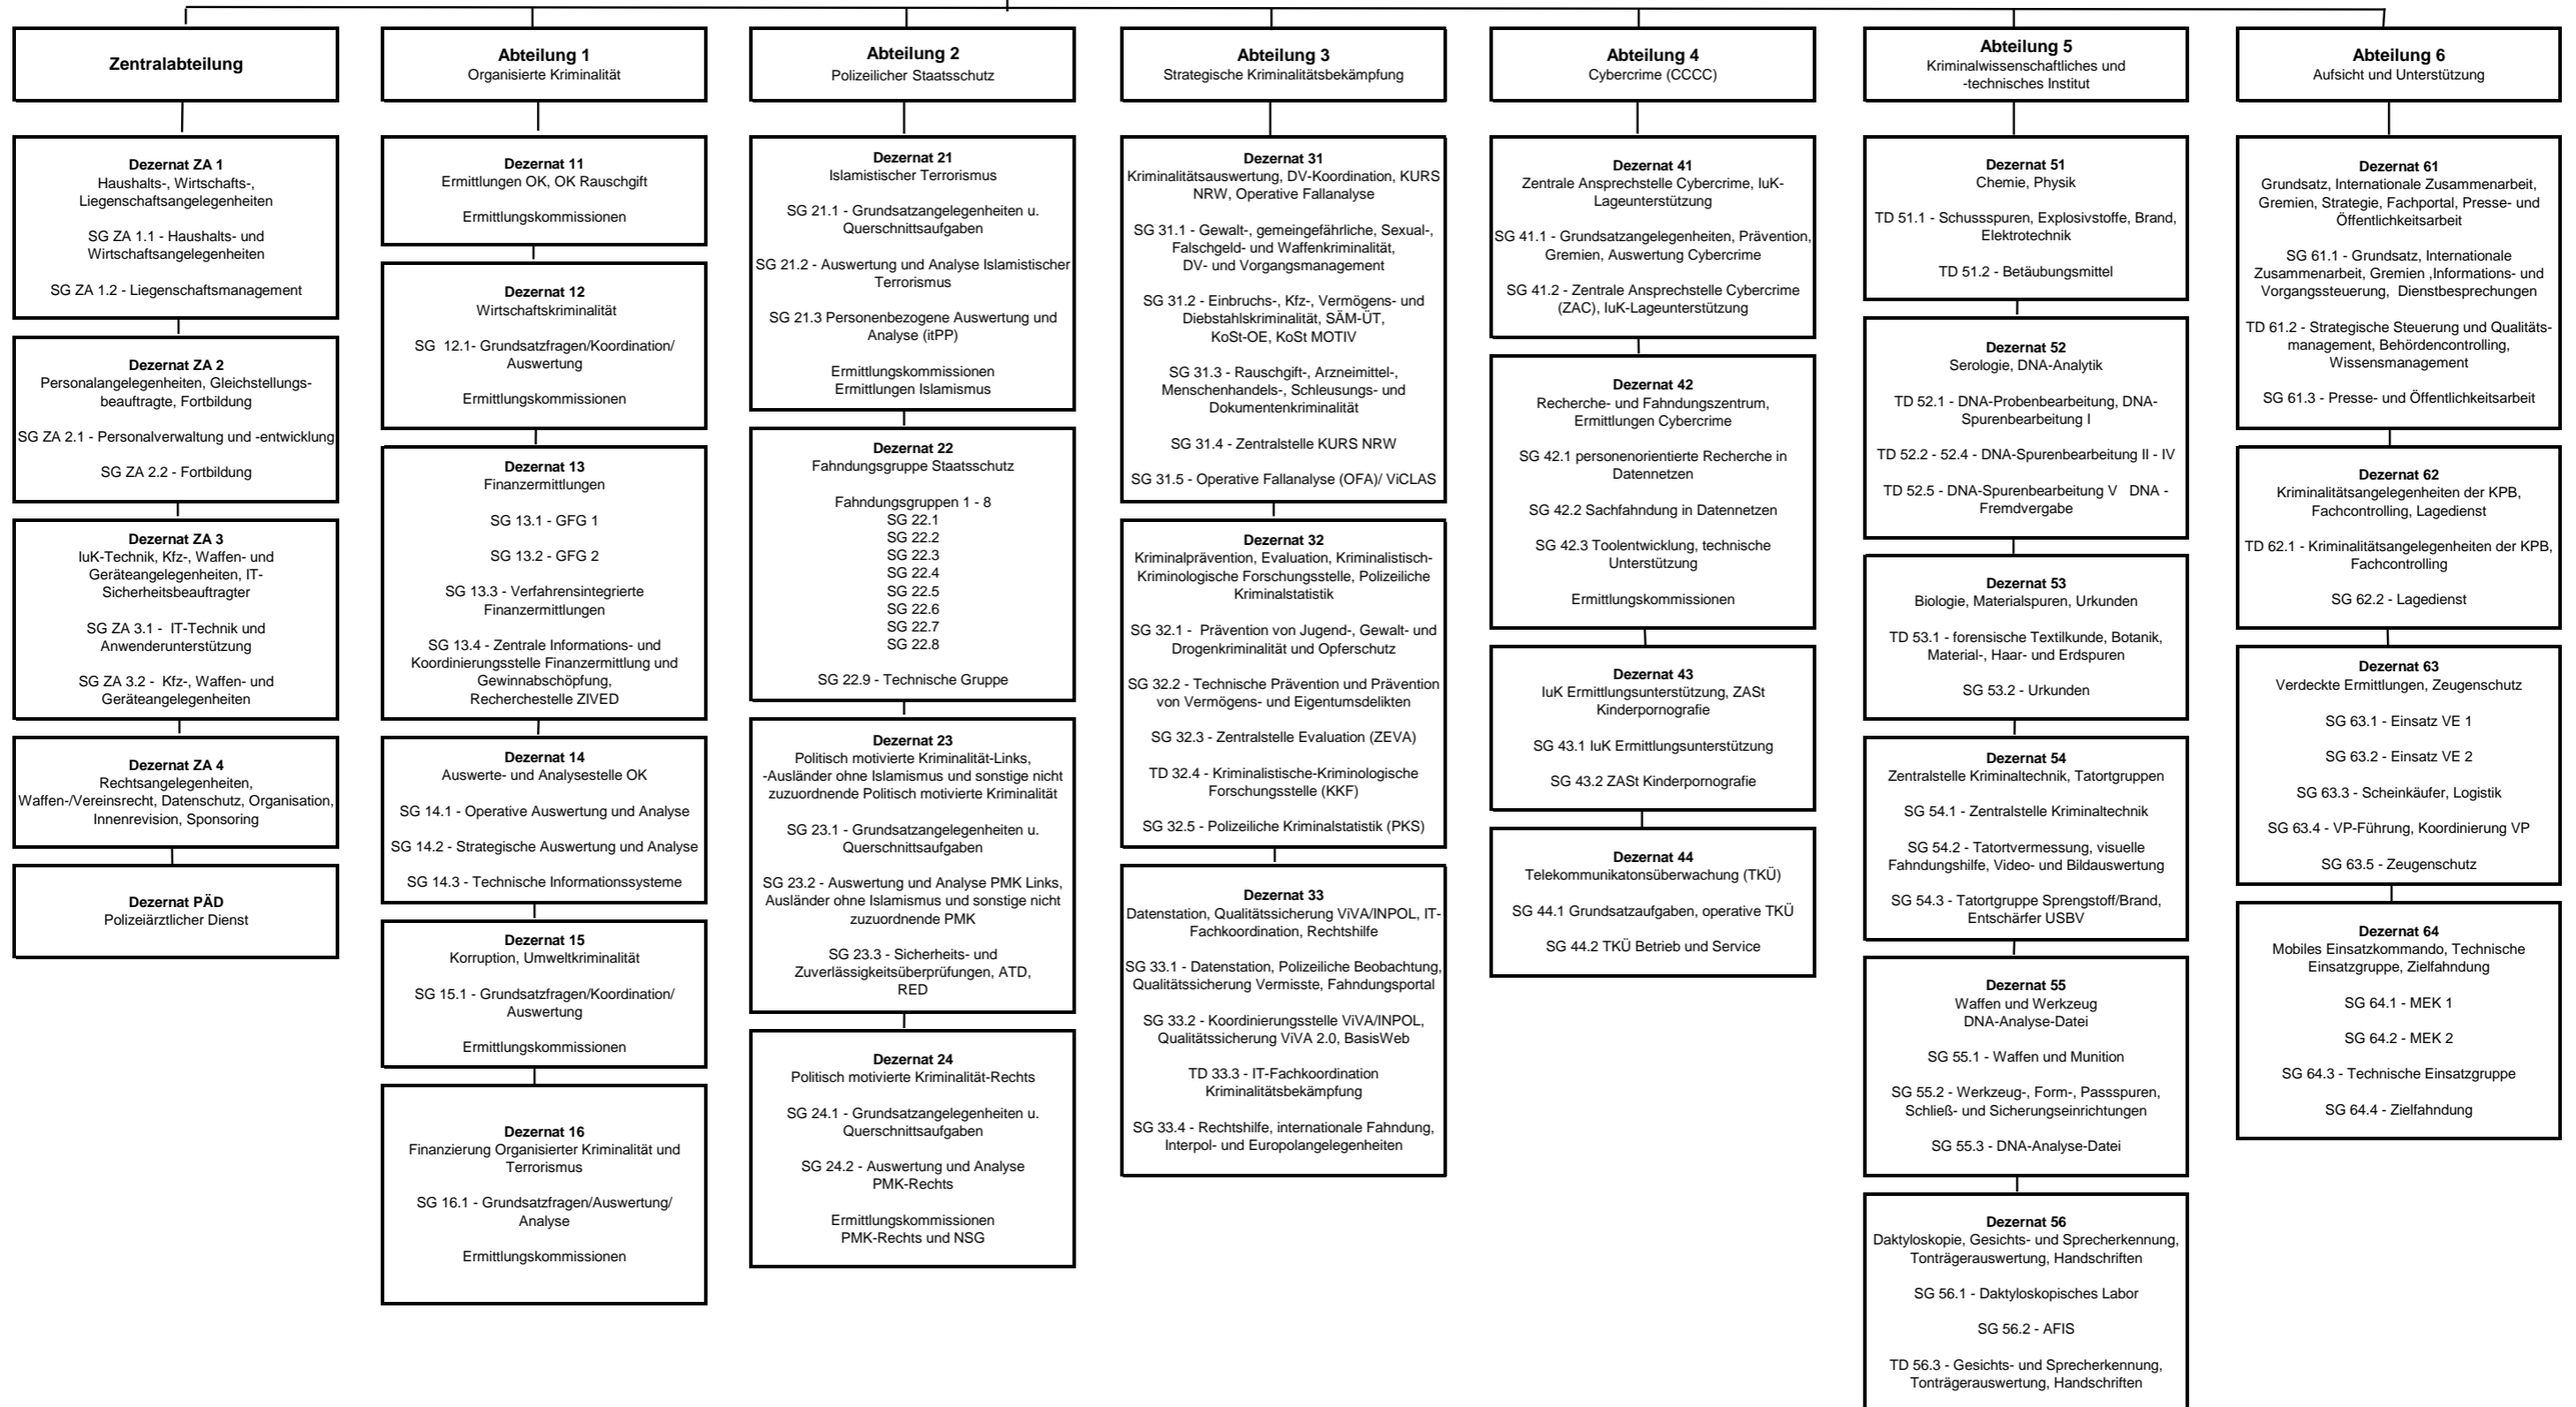 Zentralabteilung
Dezernat ZA 1
Haushalts-, Wirtschafts-,
Liegenschaftsangelegenheiten
SG ZA 1.1 - Haushalts- und
Wirtschaftsangelegenheiten
SG ZA 1.2 - Liegenschaftsmanagement
Dezernat ZA 2
Personalangelegenheiten, Gleichstellungs-
beauftragte, Fortbildung
SG ZA 2.1 - Personalverwaltung und -entwicklung
SG ZA 2.2 - Fortbildung
Dezernat ZA 3
IuK-Technik, Kfz-, Waffen- und
Geräteangelegenheiten, IT-
Sicherheitsbeauftragter
SG ZA 3.1 - IT-Technik und
Anwenderunterstützung
SG ZA 3.2 - Kfz-, Waffen- und
Geräteangelegenheiten
Dezernat ZA 4
Rechtsangelegenheiten,
Waffen-/Vereinsrecht, Datenschutz, Organisation,
Innenrevision, Sponsoring
Dezernat PÄD
Polizeiärztlicher Dienst
Abteilung 1
Organisierte Kriminalität
Dezernat 11
Ermittlungen OK, OK Rauschgift
Ermittlungskommissionen
Dezernat 12
Wirtschaftskriminalität
SG 12.1- Grundsatzfragen/Koordination/
Auswertung
Ermittlungskommissionen
Dezernat 13
Finanzermittlungen
SG 13.1 - GFG 1
SG 13.2 - GFG 2
SG 13.3 - Verfahrensintegrierte
Finanzermittlungen
SG 13.4 - Zentrale Informations- und
Koordinierungsstelle Finanzermittlung und
Gewinnabschöpfung,
Recherchestelle ZIVED
Dezernat 14
Auswerte- und Analysestelle OK
SG 14.1 - Operative Auswertung und Analyse
SG 14.2 - Strategische Auswertung und Analyse
SG 14.3 - Technische Informationssysteme
Dezernat 15
Korruption, Umweltkriminalität
SG 15.1 - Grundsatzfragen/Koordination/
Auswertung
Ermittlungskommissionen
Dezernat 16
Finanzierung Organisierter Kriminalität und
Terrorismus
SG 16.1 - Grundsatzfragen/Auswertung/
Analyse
Ermittlungskommissionen
Abteilung 2
Polizeilicher Staatsschutz
Dezernat 21
Islamistischer Terrorismus
SG 21.1 - Grundsatzangelegenheiten u.
Querschnittsaufgaben
SG 21.2 - Auswertung und Analyse Islamistischer
Terrorismus
SG 21.3 Personenbezogene Auswertung und
Analyse (itPP)
Ermittlungskommissionen
Ermittlungen Islamismus
Dezernat 22
Fahndungsgruppe Staatsschutz
Fahndungsgruppen 1 - 8
SG 22.1
SG 22.2
SG 22.3
SG 22.4
SG 22.5
SG 22.6
SG 22.7
SG 22.8
SG 22.9 - Technische Gruppe
Dezernat 23
Politisch motivierte Kriminalität-Links,
-Ausländer ohne Islamismus und sonstige nicht
zuzuordnende Politisch motivierte Kriminalität
SG 23.1 - Grundsatzangelegenheiten u.
Querschnittsaufgaben
SG 23.2 - Auswertung und Analyse PMK Links,
Ausländer ohne Islamismus und sonstige nicht
zuzuordnende PMK
SG 23.3 - Sicherheits- und
Zuverlässigkeitsüberprüfungen, ATD,
RED
Dezernat 24
Politisch motivierte Kriminalität-Rechts
SG 24.1 - Grundsatzangelegenheiten u.
Querschnittsaufgaben
SG 24.2 - Auswertung und Analyse
PMK-Rechts
Ermittlungskommissionen
PMK-Rechts und NSG
Abteilung 3
Strategische Kriminalitätsbekämpfung
Dezernat 31
Kriminalitätsauswertung, DV-Koordination, KURS
NRW, Operative Fallanalyse
SG 31.1 - Gewalt-, gemeingefährliche, Sexual-,
Falschgeld- und Waffenkriminalität,
DV- und Vorgangsmanagement
SG 31.2 - Einbruchs-, Kfz-, Vermögens- und
Diebstahlskriminalität, SÄM-ÜT,
KoSt-OE, KoSt MOTIV
SG 31.3 - Rauschgift-, Arzneimittel-,
Menschenhandels-, Schleusungs- und
Dokumentenkriminalität
SG 31.4 - Zentralstelle KURS NRW
SG 31.5 - Operative Fallanalyse (OFA)/ ViCLAS
Dezernat 32
Kriminalprävention, Evaluation, Kriminalistisch-
Kriminologische Forschungsstelle, Polizeiliche
Kriminalstatistik
SG 32.1 - Prävention von Jugend-, Gewalt- und
Drogenkriminalität und Opferschutz
SG 32.2 - Technische Prävention und Prävention
von Vermögens- und Eigentumsdelikten
SG 32.3 - Zentralstelle Evaluation (ZEVA)
TD 32.4 - Kriminalistische-Kriminologische
Forschungsstelle (KKF)
SG 32.5 - Polizeiliche Kriminalstatistik (PKS)
Dezernat 33
Datenstation, Qualitätssicherung ViVA/INPOL, IT-
Fachkoordination, Rechtshilfe
SG 33.1 - Datenstation, Polizeiliche Beobachtung,
Qualitätssicherung Vermisste, Fahndungsportal
SG 33.2 - Koordinierungsstelle ViVA/INPOL,
Qualitätssicherung ViVA 2.0, BasisWeb
TD 33.3 - IT-Fachkoordination
Kriminalitätsbekämpfung
SG 33.4 - Rechtshilfe, internationale Fahndung,
Interpol- und Europolangelegenheiten
Abteilung 4
Cybercrime (CCCC)
Dezernat 41
Zentrale Ansprechstelle Cybercrime, IuK-
Lageunterstützung
SG 41.1 - Grundsatzangelegenheiten, Prävention,
Gremien, Auswertung Cybercrime
SG 41.2 - Zentrale Ansprechstelle Cybercrime
(ZAC), IuK-Lageunterstützung
Dezernat 42
Recherche- und Fahndungszentrum,
Ermittlungen Cybercrime
SG 42.1 personenorientierte Recherche in
Datennetzen
SG 42.2 Sachfahndung in Datennetzen
SG 42.3 Toolentwicklung, technische
Unterstützung
Ermittlungskommissionen
Dezernat 43
IuK Ermittlungsunterstützung, ZASt
Kinderpornografie
SG 43.1 IuK Ermittlungsunterstützung
SG 43.2 ZASt Kinderpornografie
Dezernat 44
Telekommunikatonsüberwachung (TKÜ)
SG 44.1 Grundsatzaufgaben, operative TKÜ
SG 44.2 TKÜ Betrieb und Service
Abteilung 5
Kriminalwissenschaftliches und
-technisches Institut
Dezernat 51
Chemie, Physik
TD 51.1 - Schussspuren, Explosivstoffe, Brand,
Elektrotechnik
TD 51.2 - Betäubungsmittel
Dezernat 52
Serologie, DNA-Analytik
TD 52.1 - DNA-Probenbearbeitung, DNA-
Spurenbearbeitung I
TD 52.2 - 52.4 - DNA-Spurenbearbeitung II - IV
TD 52.5 - DNA-Spurenbearbeitung V DNA -
Fremdvergabe
Dezernat 53
Biologie, Materialspuren, Urkunden
TD 53.1 - forensische Textilkunde, Botanik,
Material-, Haar- und Erdspuren
SG 53.2 - Urkunden
Dezernat 54
Zentralstelle Kriminaltechnik, Tatortgruppen
SG 54.1 - Zentralstelle Kriminaltechnik
SG 54.2 - Tatortvermessung, visuelle
Fahndungshilfe, Video- und Bildauswertung
SG 54.3 - Tatortgruppe Sprengstoff/Brand,
Entschärfer USBV
Dezernat 55
Waffen und Werkzeug
DNA-Analyse-Datei
SG 55.1 - Waffen und Munition
SG 55.2 - Werkzeug-, Form-, Passspuren,
Schließ- und Sicherungseinrichtungen
SG 55.3 - DNA-Analyse-Datei
Dezernat 56
Daktyloskopie, Gesichts- und Sprecherkennung,
Tonträgerauswertung, Handschriften
SG 56.1 - Daktyloskopisches Labor
SG 56.2 - AFIS
TD 56.3 - Gesichts- und Sprecherkennung,
Tonträgerauswertung, Handschriften
Abteilung 6
Aufsicht und Unterstützung
Dezernat 61
Grundsatz, Internationale Zusammenarbeit,
Gremien, Strategie, Fachportal, Presse- und
Öffentlichkeitsarbeit
SG 61.1 - Grundsatz, Internationale
Zusammenarbeit, Gremien ,Informations- und
Vorgangssteuerung, Dienstbesprechungen
TD 61.2 - Strategische Steuerung und Qualitäts-
management, Behördencontrolling,
Wissensmanagement
SG 61.3 - Presse- und Öffentlichkeitsarbeit
Dezernat 62
Kriminalitätsangelegenheiten der KPB,
Fachcontrolling, Lagedienst
TD 62.1 - Kriminalitätsangelegenheiten der KPB,
Fachcontrolling
SG 62.2 - Lagedienst
Dezernat 63
Verdeckte Ermittlungen, Zeugenschutz
SG 63.1 - Einsatz VE 1
SG 63.2 - Einsatz VE 2
SG 63.3 - Scheinkäufer, Logistik
SG 63.4 - VP-Führung, Koordinierung VP
SG 63.5 - Zeugenschutz
Dezernat 64
Mobiles Einsatzkommando, Technische
Einsatzgruppe, Zielfahndung
SG 64.1 - MEK 1
SG 64.2 - MEK 2
SG 64.3 - Technische Einsatzgruppe
SG 64.4 - Zielfahndung